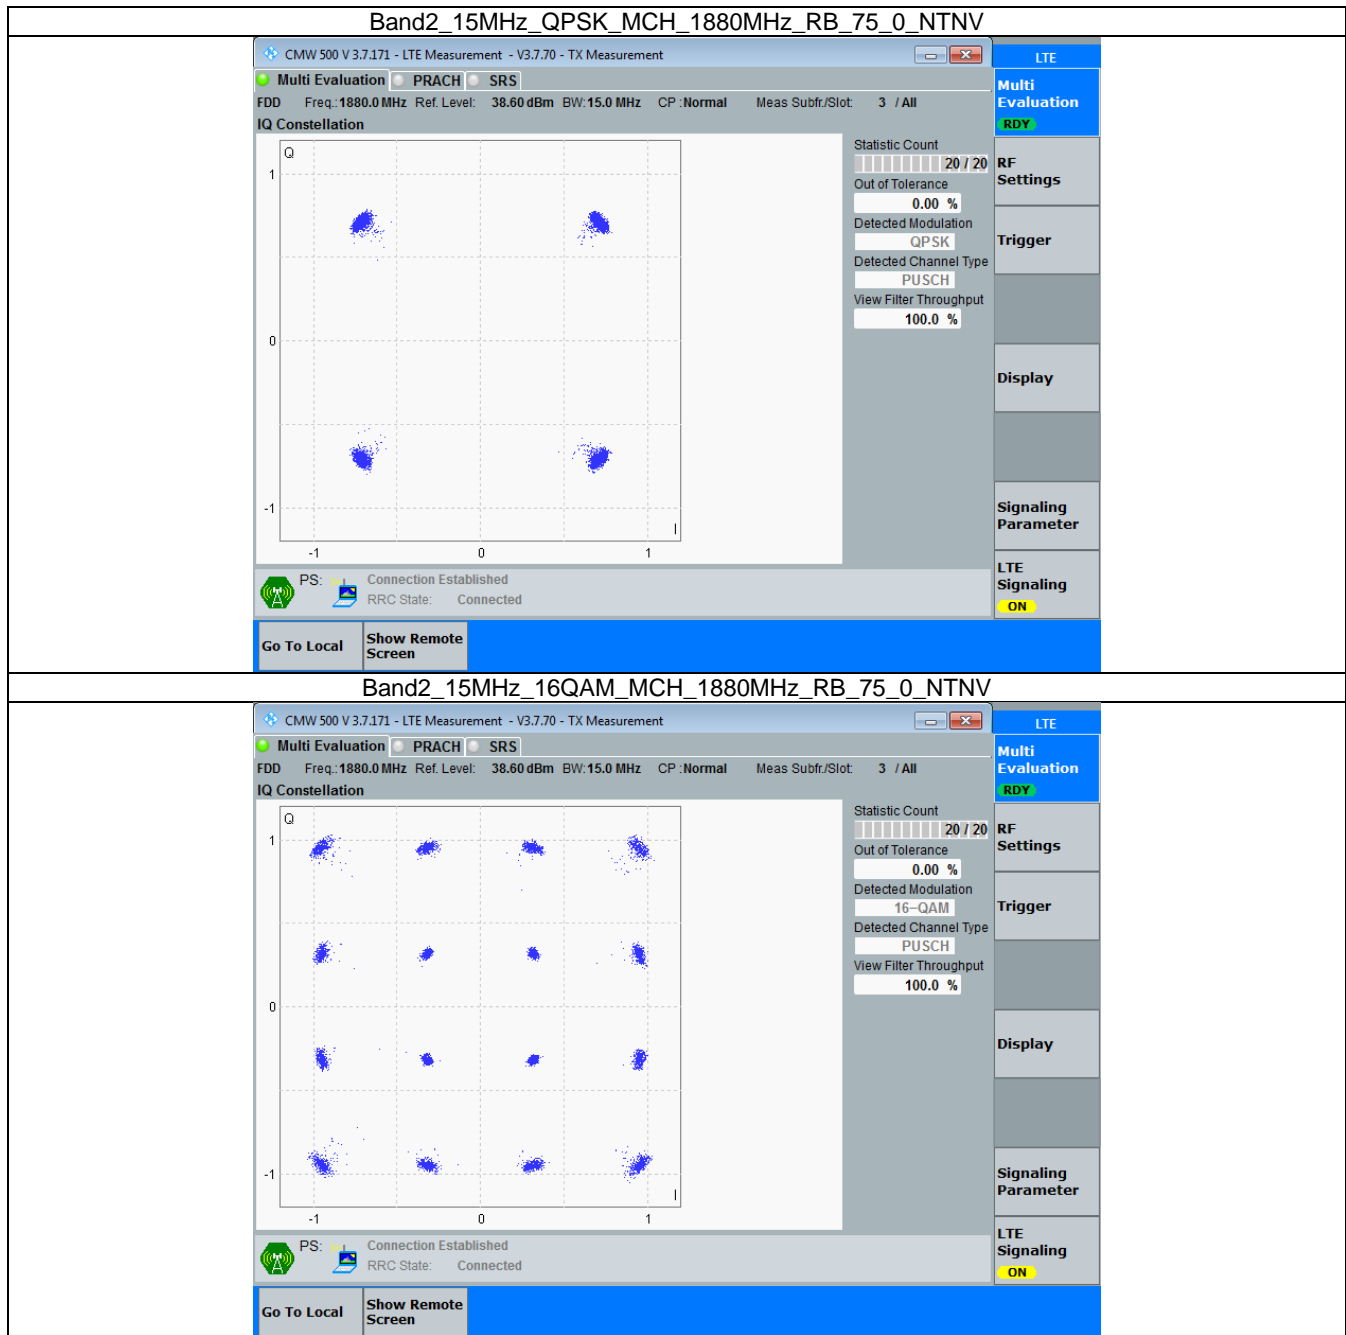 Band2_15MHz_QPSK_MCH_1880MHz_RB_75_0_NTNV
CMW 500 V 3.7.171 - LTE Measurement - V3.7.70 - TX Measurement
LTE
Multi Evaluation PRACH SRS
Multi
Evaluation
RDY
FDD Freq.:1880.0 MHz Ref. Level: 38.60 dBm BW:15.0 MHz CP :Normal Meas Subfr./Slot: 3 / All
IQ Constellation
Q
1
0
-1
-1 0 1
I
Statistic Count
20 / 20
Out of Tolerance
0.00 %
Detected Modulation
QPSK
Detected Channel Type
PUSCH
View Filter Throughput
100.0 %
RF
Settings
Trigger
Display
Signaling
Parameter
LTE
Signaling
ON
PS: Connection Established
RRC State: Connected
Go To Local
Show Remote
Screen
Band2_15MHz_16QAM_MCH_1880MHz_RB_75_0_NTNV
CMW 500 V 3.7.171 - LTE Measurement - V3.7.70 - TX Measurement
LTE
Multi Evaluation PRACH SRS
Multi
Evaluation
RDY
FDD Freq.:1880.0 MHz Ref. Level: 38.60 dBm BW:15.0 MHz CP :Normal Meas Subfr./Slot: 3 / All
IQ Constellation
Q
1
0
-1
-1 0 1
I
Statistic Count
20 / 20
Out of Tolerance
0.00 %
Detected Modulation
16-QAM
Detected Channel Type
PUSCH
View Filter Throughput
100.0 %
RF
Settings
Trigger
Display
Signaling
Parameter
LTE
Signaling
ON
PS: Connection Established
RRC State: Connected
Go To Local
Show Remote
Screen